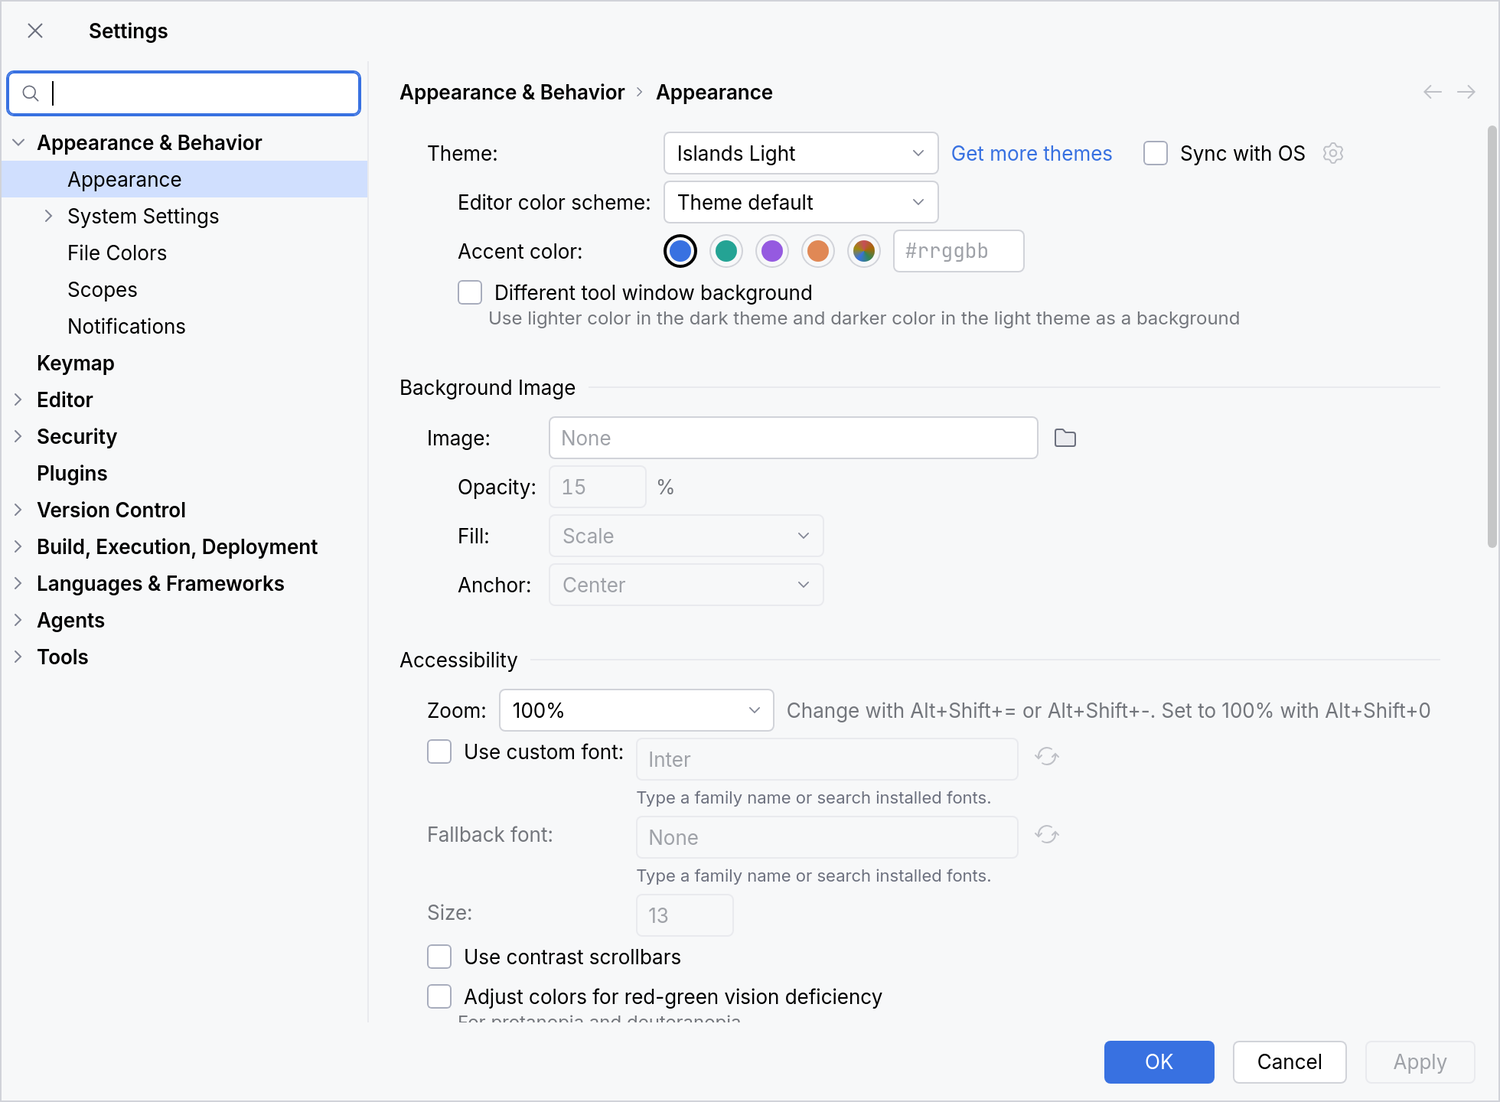 Settings
Appearance & Behavior
Appearance
System Settings
File Colors
Scopes
Notifications
Keymap
Editor
Security
Plugins
Version Control
Build, Execution, Deployment
Languages & Frameworks
Agents
Tools
Appearance & Behavior › Appearance
Theme: Islands Light Get more themes Sync with OS
Editor color scheme: Theme default
Accent color: #rrggbb
Different tool window background
Use lighter color in the dark theme and darker color in the light theme as a background
Background Image
Image: None
Opacity: 15 %
Fill: Scale
Anchor: Center
Accessibility
Zoom: 100% Change with Alt+Shift+= or Alt+Shift+-. Set to 100% with Alt+Shift+0
Use custom font: Inter
Type a family name or search installed fonts.
Fallback font: None
Type a family name or search installed fonts.
Size: 13
Use contrast scrollbars
Adjust colors for red-green vision deficiency
For protanopia and deuteranopia
OK Cancel Apply